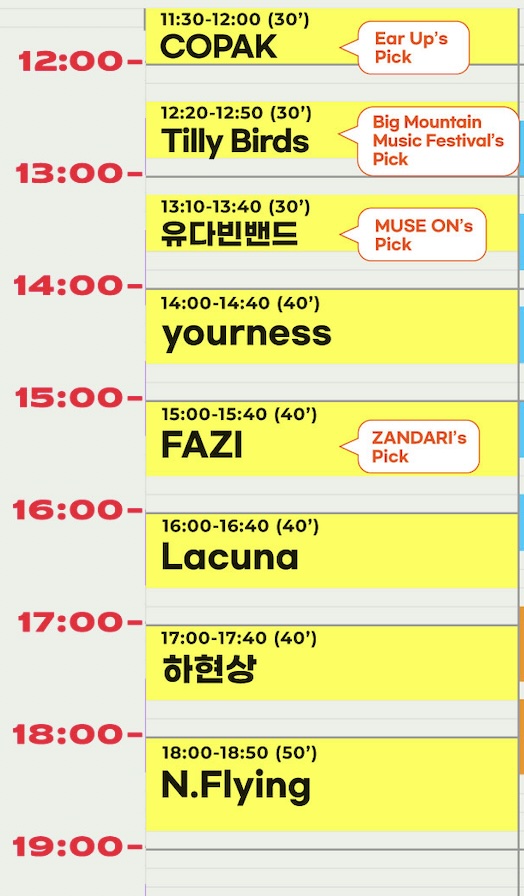 11:30-12:00 (30’)
COPAK
Ear Up’s
Pick
12:00
12:20-12:50 (30’)
Tilly Birds
Big Mountain
Music Festival’s
Pick
13:00
13:10-13:40 (30’)
유다빈밴드
MUSE ON’s
Pick
14:00
14:00-14:40 (40’)
yourness
15:00
15:00-15:40 (40’)
FAZI
ZANDARI’s
Pick
16:00
16:00-16:40 (40’)
Lacuna
17:00
17:00-17:40 (40’)
하현상
18:00
18:00-18:50 (50’)
N.Flying
19:00